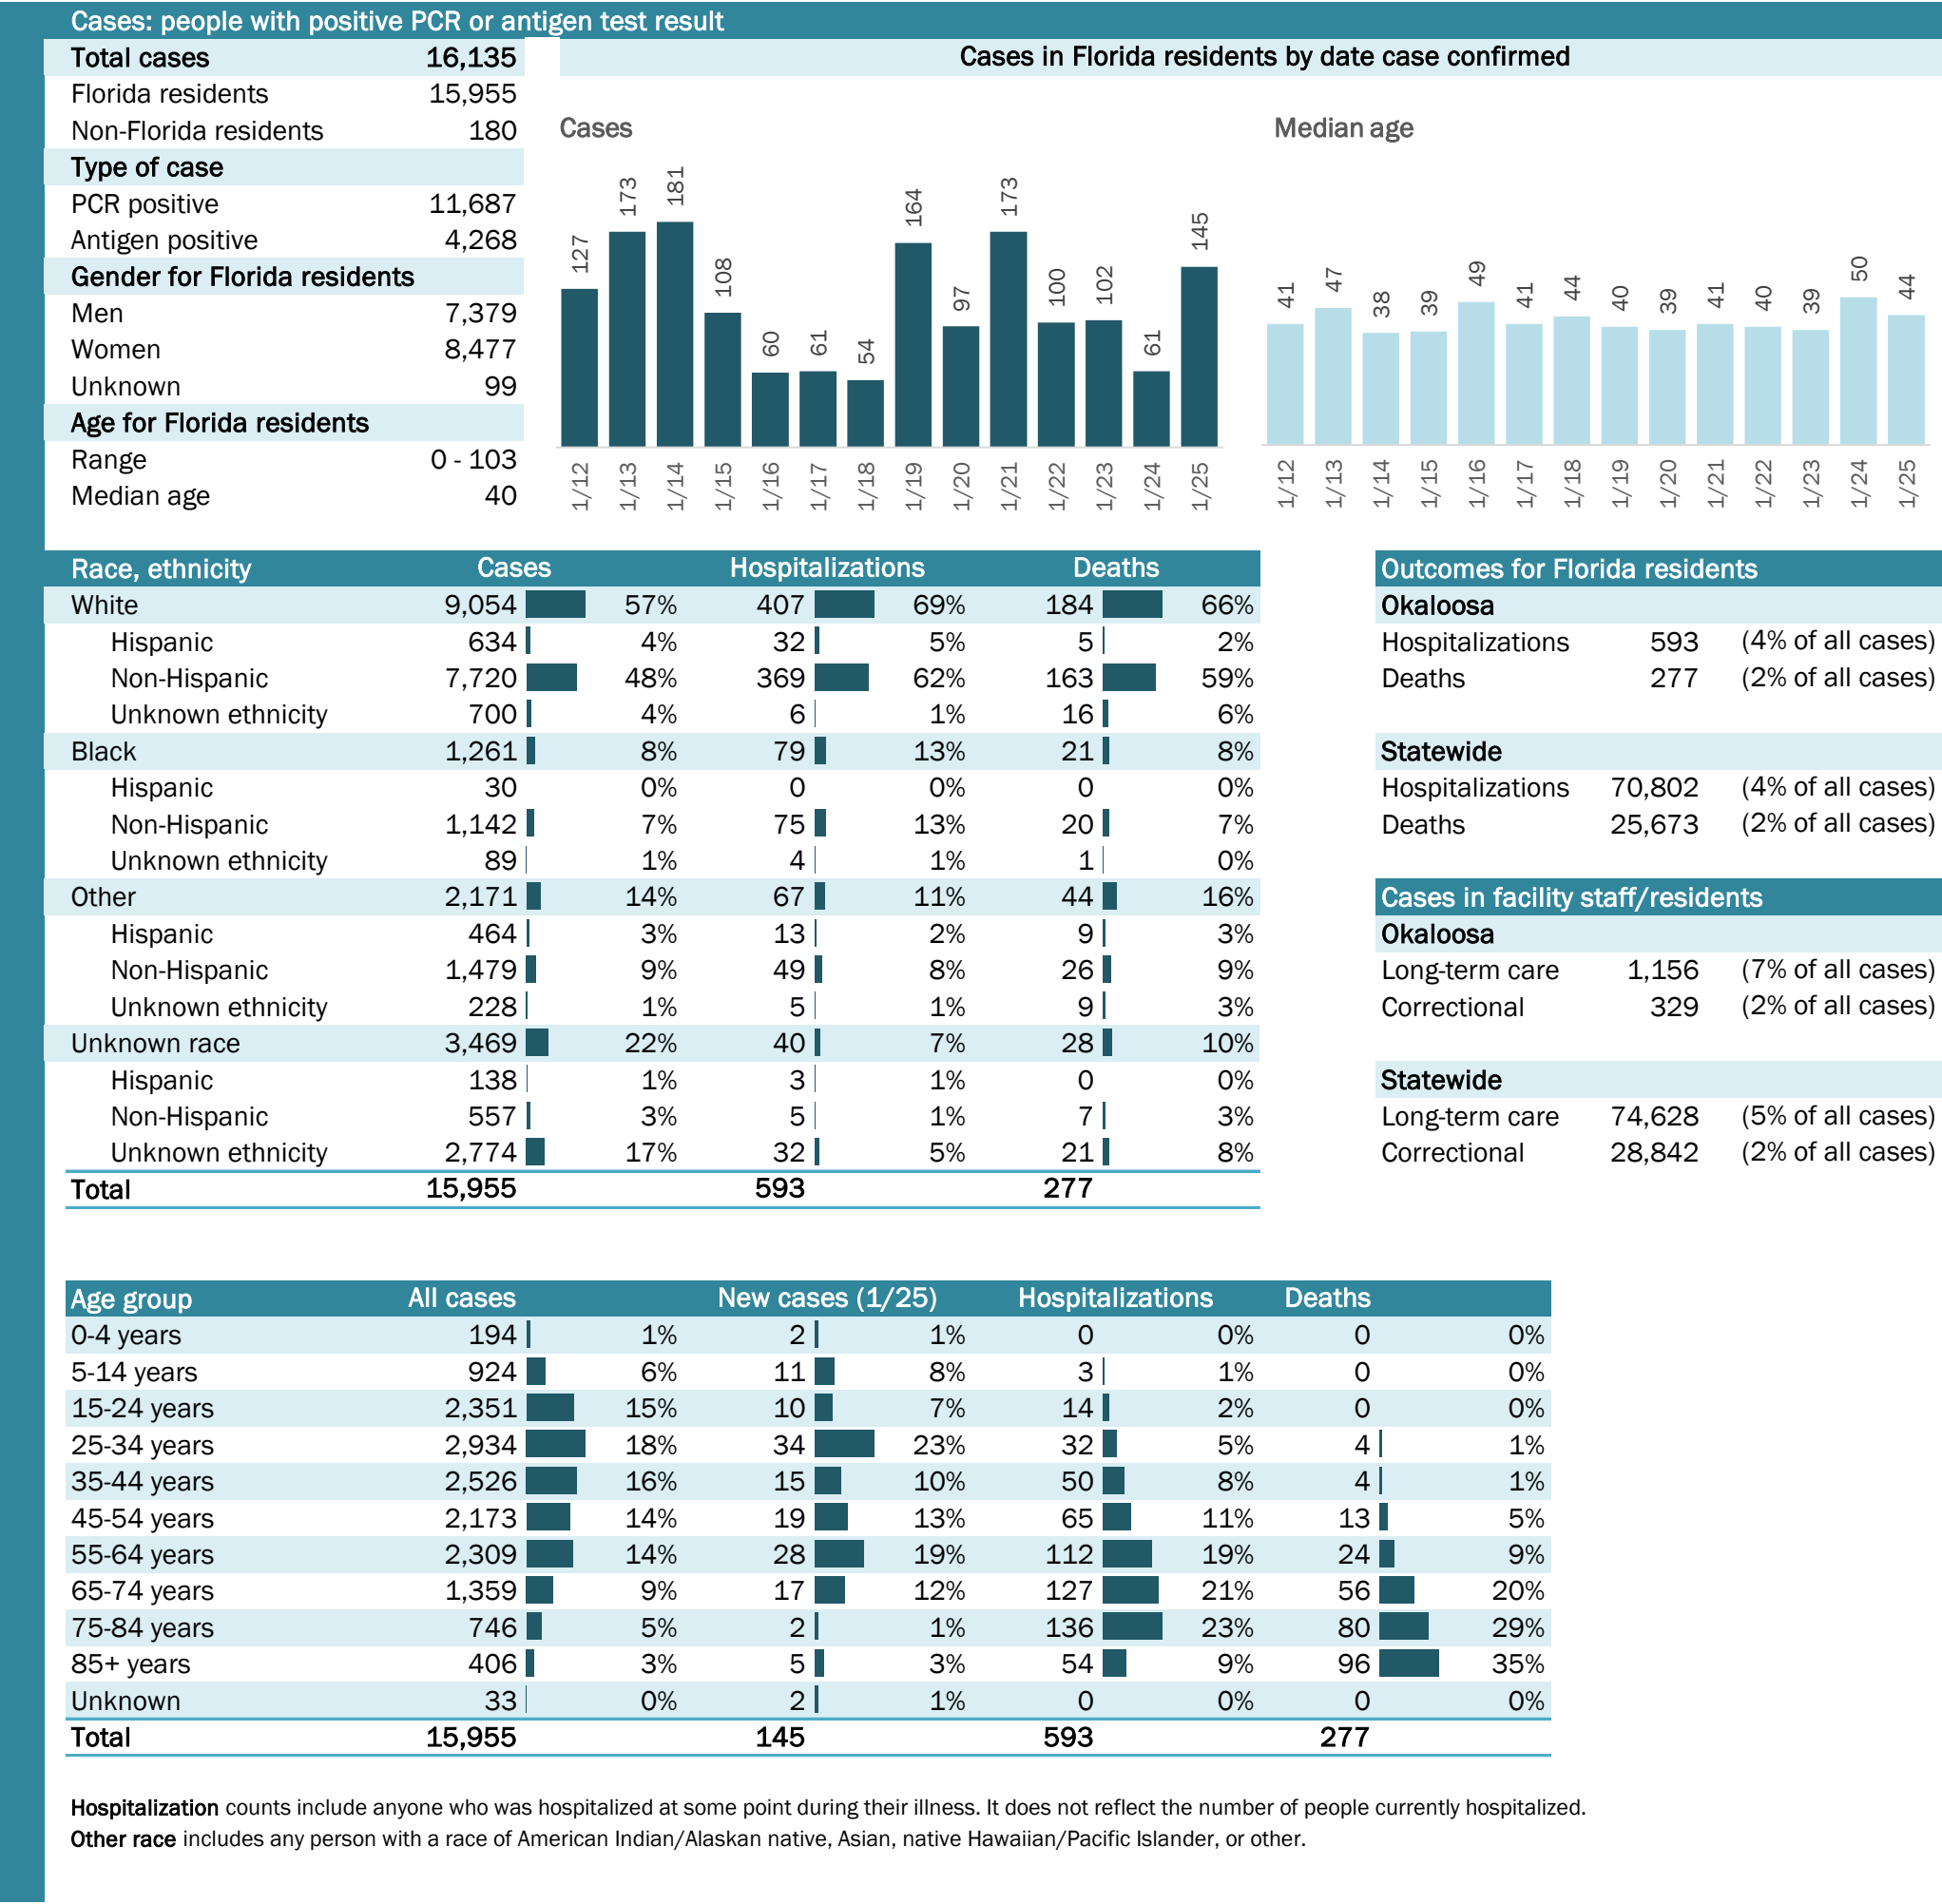 Cases: people with positive PCR or antigen test result
Total cases 16,135
Florida residents 15,955
Non-Florida residents 180
Type of case
PCR positive 11,687
Antigen positive 4,268
Gender for Florida residents
Men 7,379
Women 8,477
Unknown 99
Age for Florida residents
Range 0 - 103
Median age 40
Cases in Florida residents by date case confirmed
Cases
127 173 181 108 60 61 54 164 97 173 100 102 61 145
1/12 1/13 1/14 1/15 1/16 1/17 1/18 1/19 1/20 1/21 1/22 1/23 1/24 1/25
Median age
41 47 38 39 49 41 44 40 39 41 40 39 50 44
1/12 1/13 1/14 1/15 1/16 1/17 1/18 1/19 1/20 1/21 1/22 1/23 1/24 1/25
Race, ethnicity Cases Hospitalizations Deaths
White 9,054 57% 407 69% 184 66%
Hispanic 634 4% 32 5% 5 2%
Non-Hispanic 7,720 48% 369 62% 163 59%
Unknown ethnicity 700 4% 6 1% 16 6%
Black 1,261 8% 79 13% 21 8%
Hispanic 30 0% 0 0% 0 0%
Non-Hispanic 1,142 7% 75 13% 20 7%
Unknown ethnicity 89 1% 4 1% 1 0%
Other 2,171 14% 67 11% 44 16%
Hispanic 464 3% 13 2% 9 3%
Non-Hispanic 1,479 9% 49 8% 26 9%
Unknown ethnicity 228 1% 5 1% 9 3%
Unknown race 3,469 22% 40 7% 28 10%
Hispanic 138 1% 3 1% 0 0%
Non-Hispanic 557 3% 5 1% 7 3%
Unknown ethnicity 2,774 17% 32 5% 21 8%
Total 15,955 593 277
Outcomes for Florida residents
Okaloosa
Hospitalizations 593 (4% of all cases)
Deaths 277 (2% of all cases)
Statewide
Hospitalizations 70,802 (4% of all cases)
Deaths 25,673 (2% of all cases)
Cases in facility staff/residents
Okaloosa
Long-term care 1,156 (7% of all cases)
Correctional 329 (2% of all cases)
Statewide
Long-term care 74,628 (5% of all cases)
Correctional 28,842 (2% of all cases)
Age group All cases New cases (1/25) Hospitalizations Deaths
0-4 years 194 1% 2 1% 0 0% 0 0%
5-14 years 924 6% 11 8% 3 1% 0 0%
15-24 years 2,351 15% 10 7% 14 2% 0 0%
25-34 years 2,934 18% 34 23% 32 5% 4 1%
35-44 years 2,526 16% 15 10% 50 8% 4 1%
45-54 years 2,173 14% 19 13% 65 11% 13 5%
55-64 years 2,309 14% 28 19% 112 19% 24 9%
65-74 years 1,359 9% 17 12% 127 21% 56 20%
75-84 years 746 5% 2 1% 136 23% 80 29%
85+ years 406 3% 5 3% 54 9% 96 35%
Unknown 33 0% 2 1% 0 0% 0 0%
Total 15,955 145 593 277
Hospitalization counts include anyone who was hospitalized at some point during their illness. It does not reflect the number of people currently hospitalized.
Other race includes any person with a race of American Indian/Alaskan native, Asian, native Hawaiian/Pacific Islander, or other.